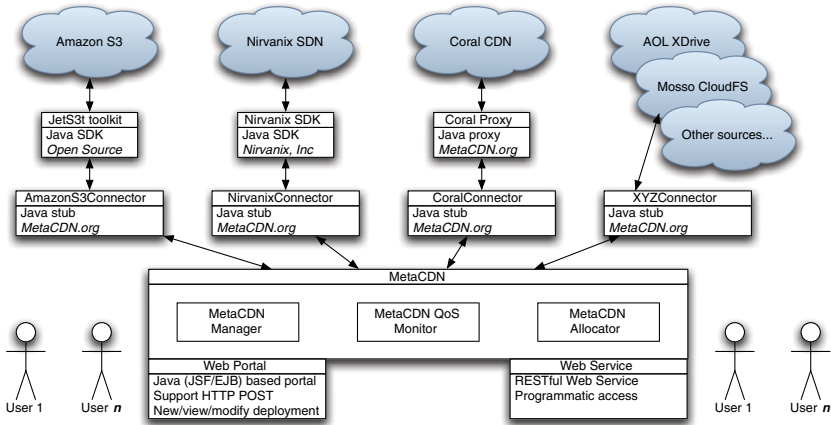 Amazon S3
Nirvanix SDN
Coral CDN
AOL XDrive
Mosso CloudFS
Other sources...
JetS3t toolkit
Java SDK
Open Source
Nirvanix SDK
Java SDK
Nirvanix, Inc
Coral Proxy
Java proxy
MetaCDN.org
AmazonS3Connector
Java stub
MetaCDN.org
NirvanixConnector
Java stub
MetaCDN.org
CoralConnector
Java stub
MetaCDN.org
XYZConnector
Java stub
MetaCDN.org
MetaCDN
MetaCDN
Manager
MetaCDN QoS
Monitor
MetaCDN
Allocator
Web Portal
Java (JSF/EJB) based portal
Support HTTP POST
New/view/modify deployment
Web Service
RESTful Web Service
Programmatic access
User 1
User n
User 1
User n